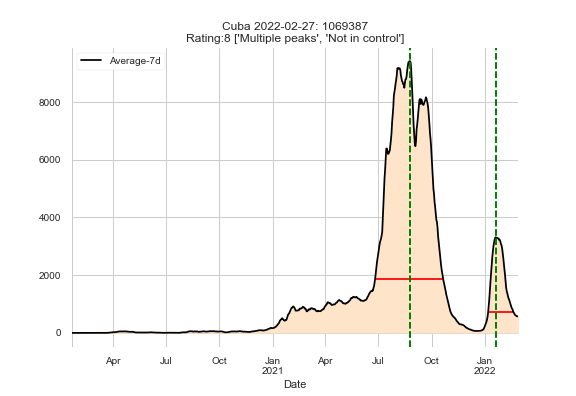 Cuba 2022-02-27: 1069387
Rating:8 ['Multiple peaks', 'Not in control']
Average-7d
8000
6000
4000
2000
0
Apr
Jul
Oct
Jan
2021
Apr
Jul
Oct
Jan
2022
Date